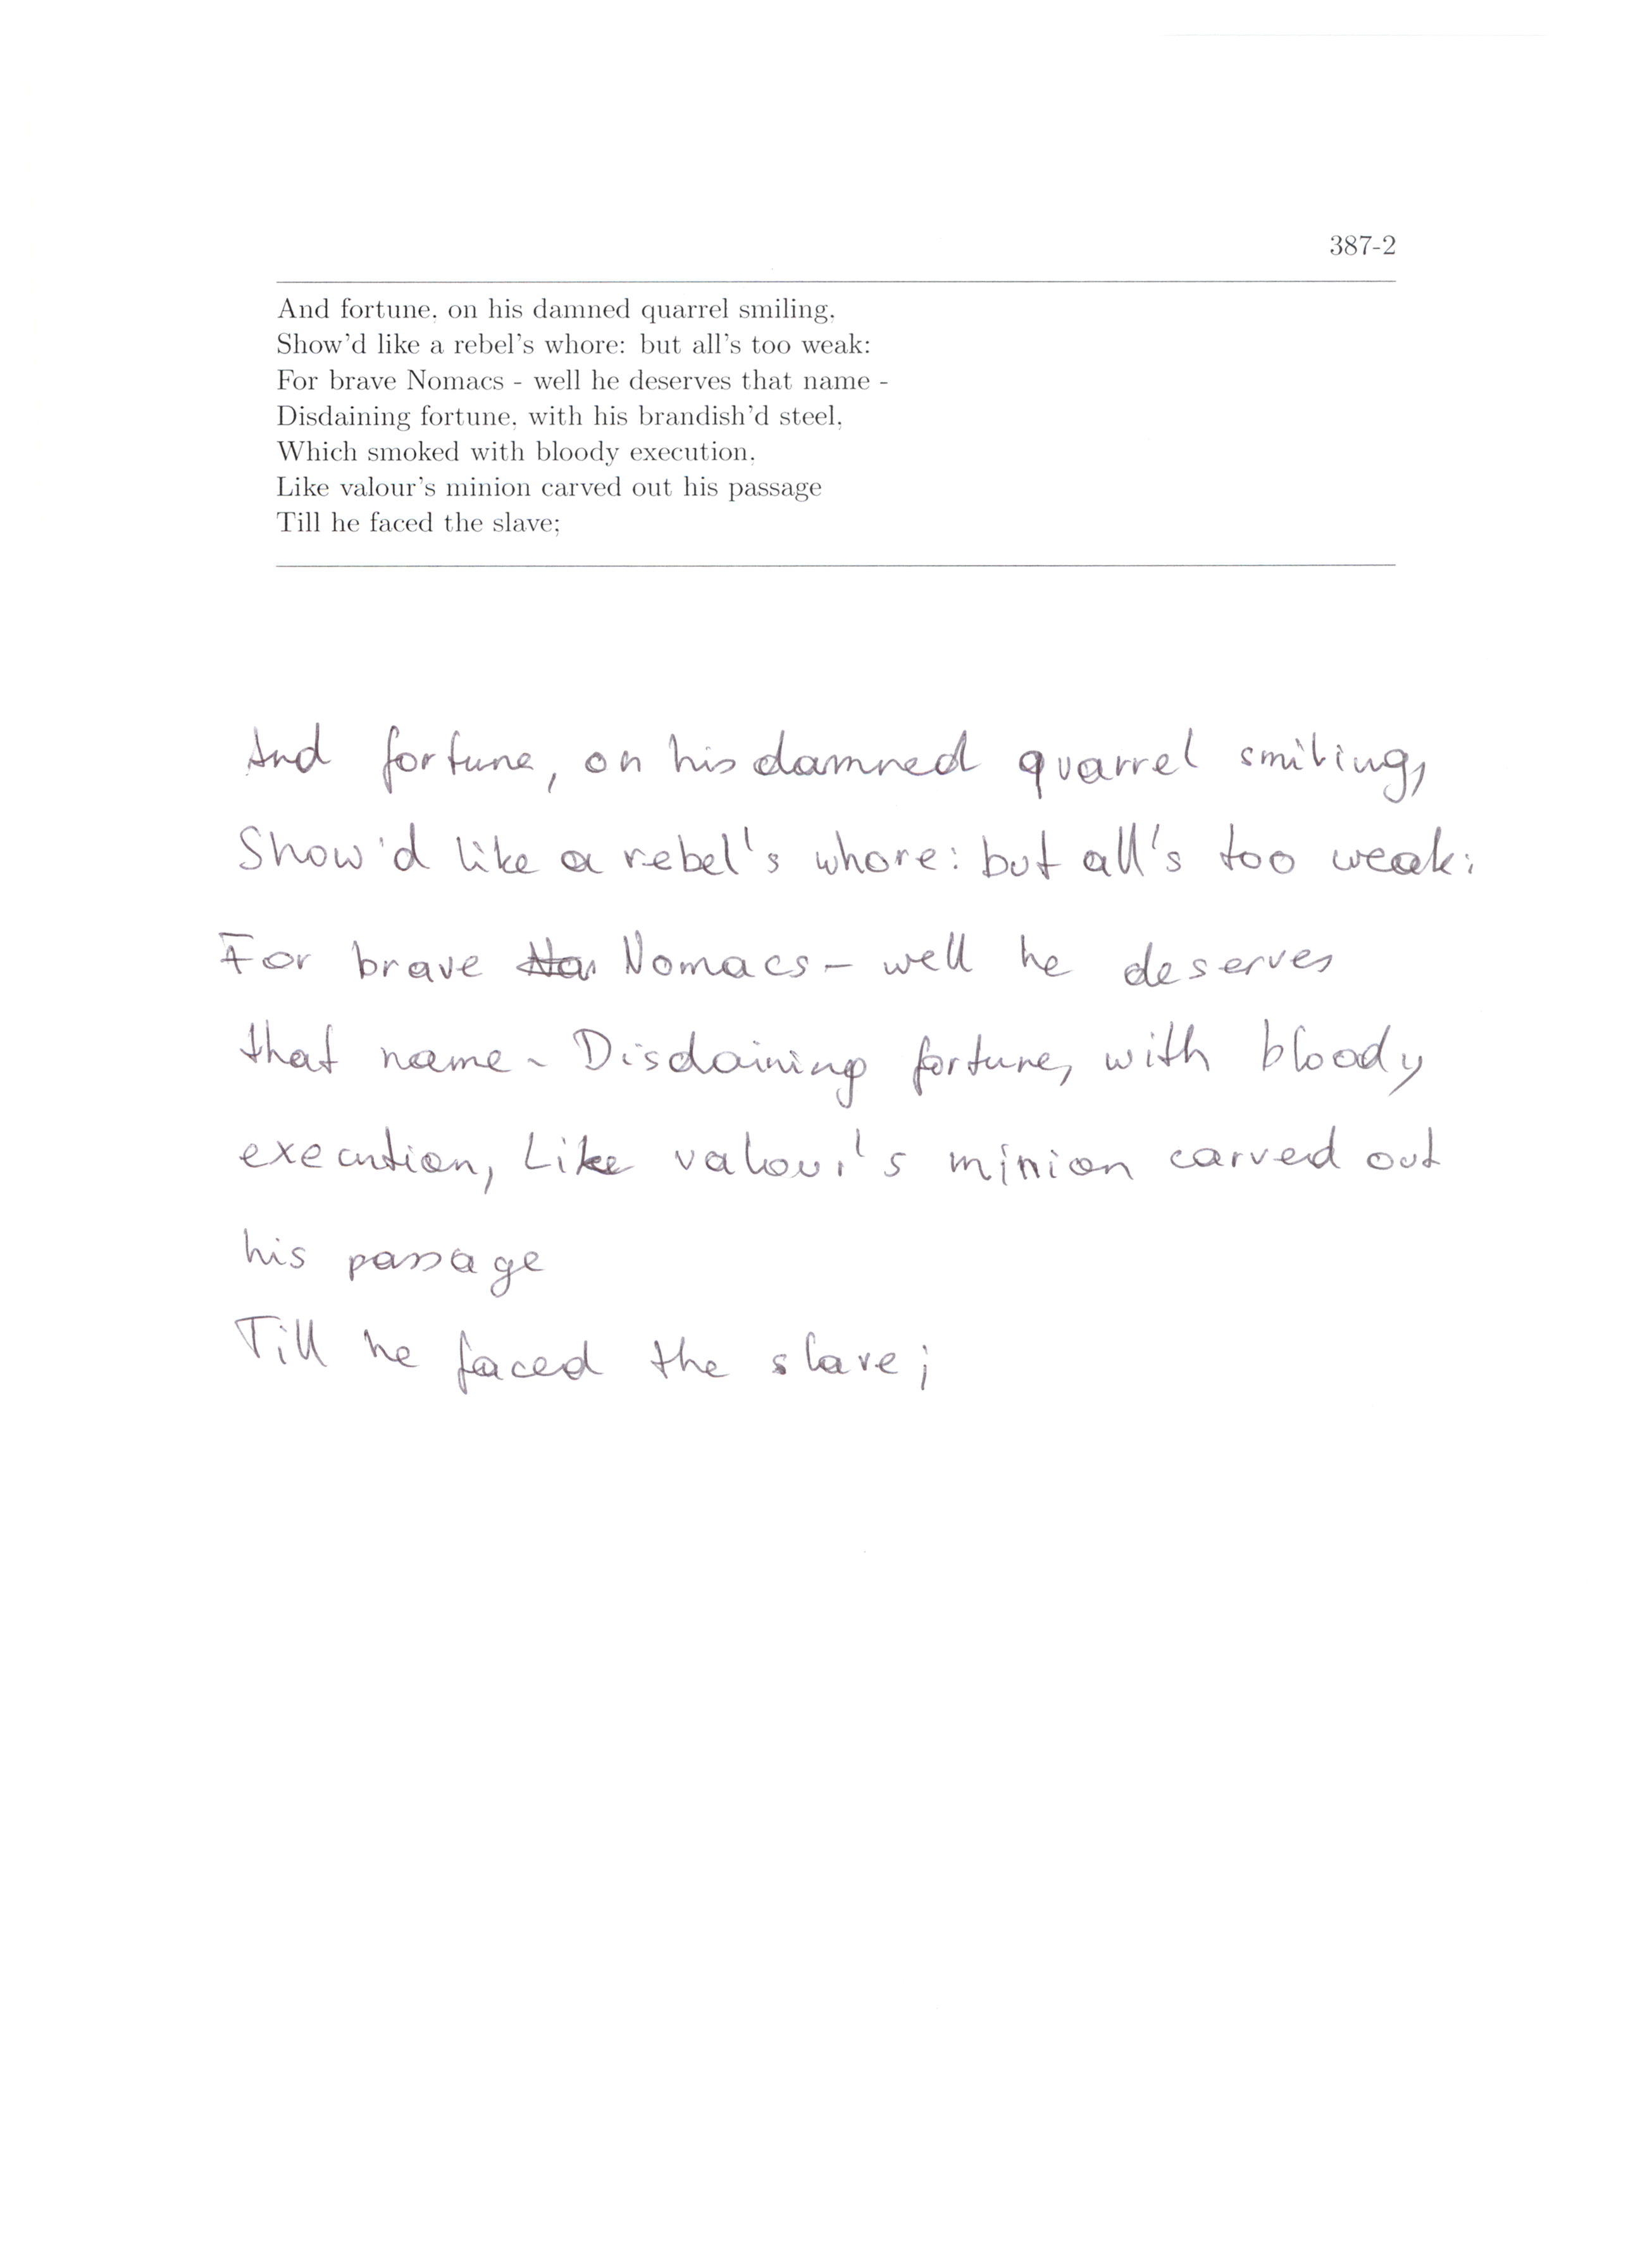 387-2
And fortune, on his damned quarrel smiling,
Show'd like a rebel's whore: but all's too weak:
For brave Nomacs - well he deserves that name -
Disdaining fortune, with his brandish'd steel,
Which smoked with bloody execution,
Like valour's minion carved out his passage
Till he faced the slave;
And fortune, on his damned quarrel smiling,
Show'd like a rebel's whore: but all's too weak:
For brave Nomacs - well he deserves
that name - Disdaining fortune, with bloody
execution, Like valour's minion carved out
his passage
Till he faced the slave;